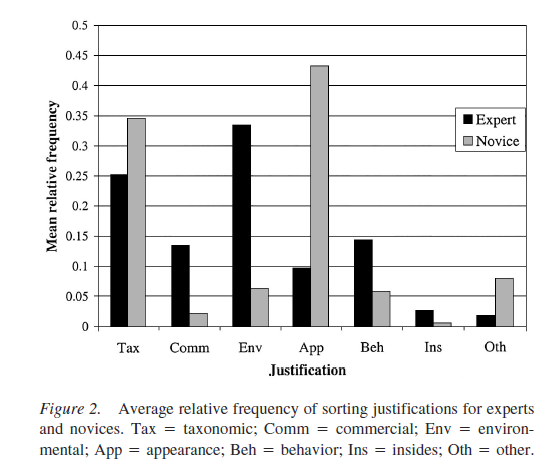 0.5
0.45
0.4
0.35
0.3
0.25
0.2
0.15
0.1
0.05
0
Mean relative frequency
Expert
Novice
Tax Comm Env App Beh Ins Oth
Justification
Figure 2. Average relative frequency of sorting justifications for experts
and novices. Tax = taxonomic; Comm = commercial; Env = environ-
mental; App = appearance; Beh = behavior; Ins = insides; Oth = other.